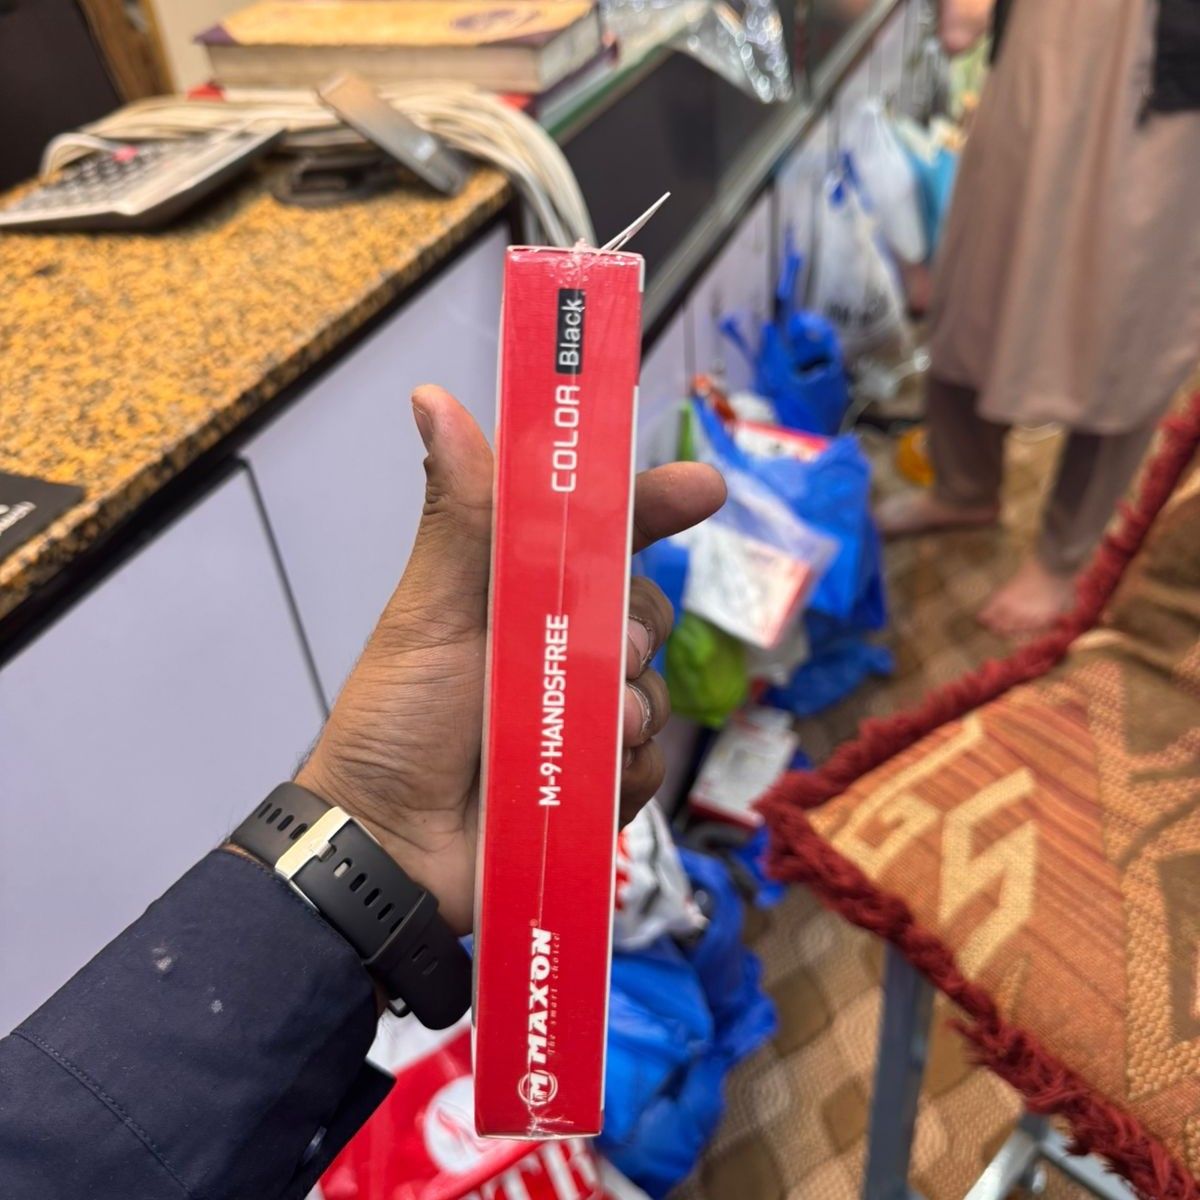 MAXON®
The smart choice!
M-9 HANDSFREE
COLOR Black